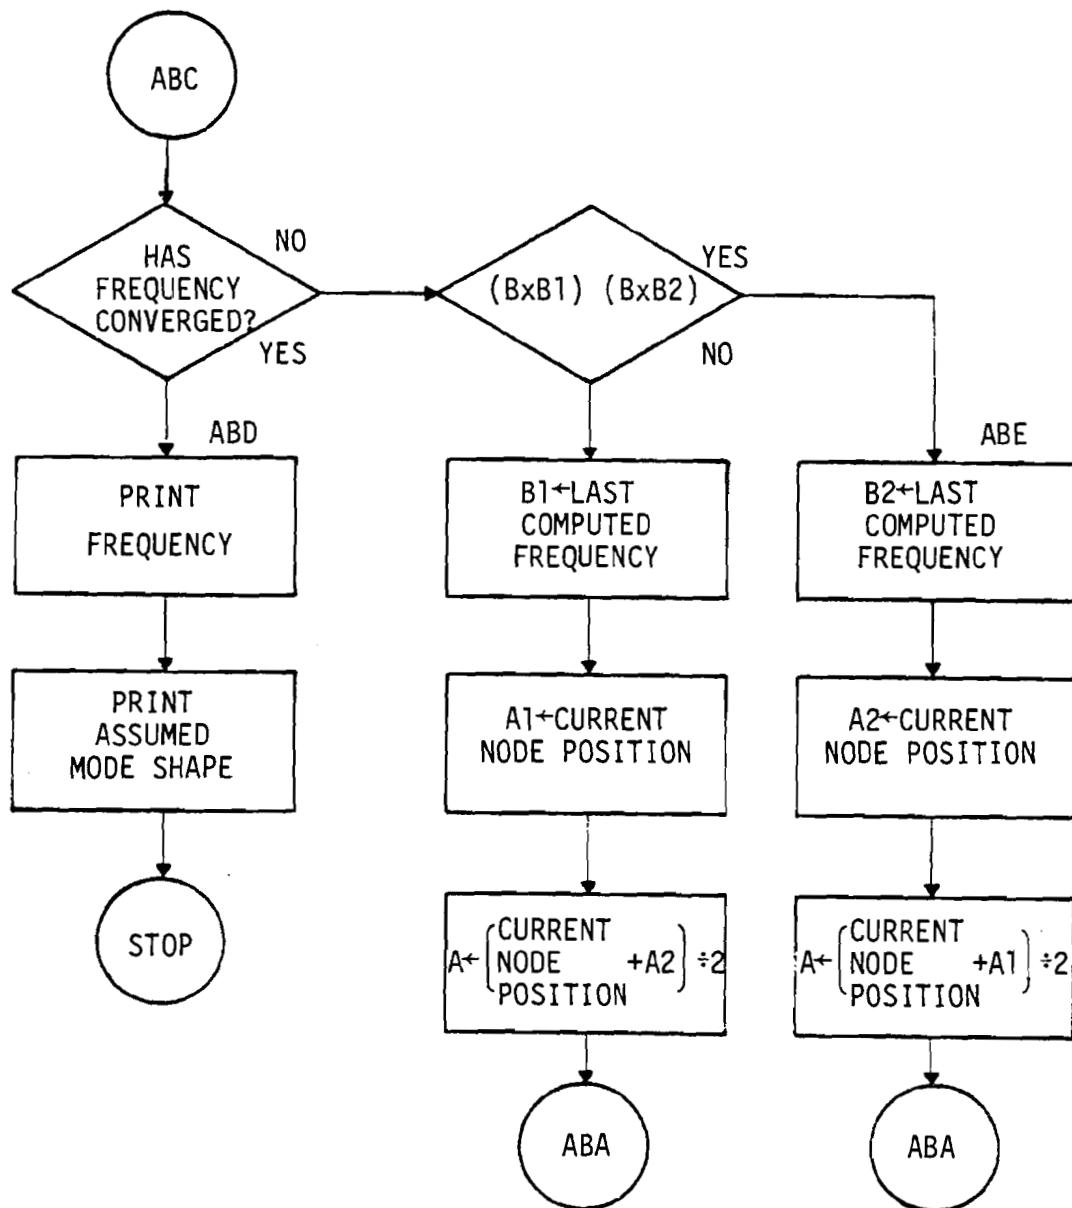 ABC
HAS
FREQUENCY
CONVERGED?
NO
YES
(BxB1) (BxB2)
YES
NO
ABD
PRINT
FREQUENCY
PRINT
ASSUMED
MODE SHAPE
STOP
B1←LAST
COMPUTED
FREQUENCY
A1←CURRENT
NODE POSITION
A←(CURRENT
NODE +A2) ÷2
POSITION
ABA
ABE
B2←LAST
COMPUTED
FREQUENCY
A2←CURRENT
NODE POSITION
A←(CURRENT
NODE +A1) ÷2
POSITION
ABA